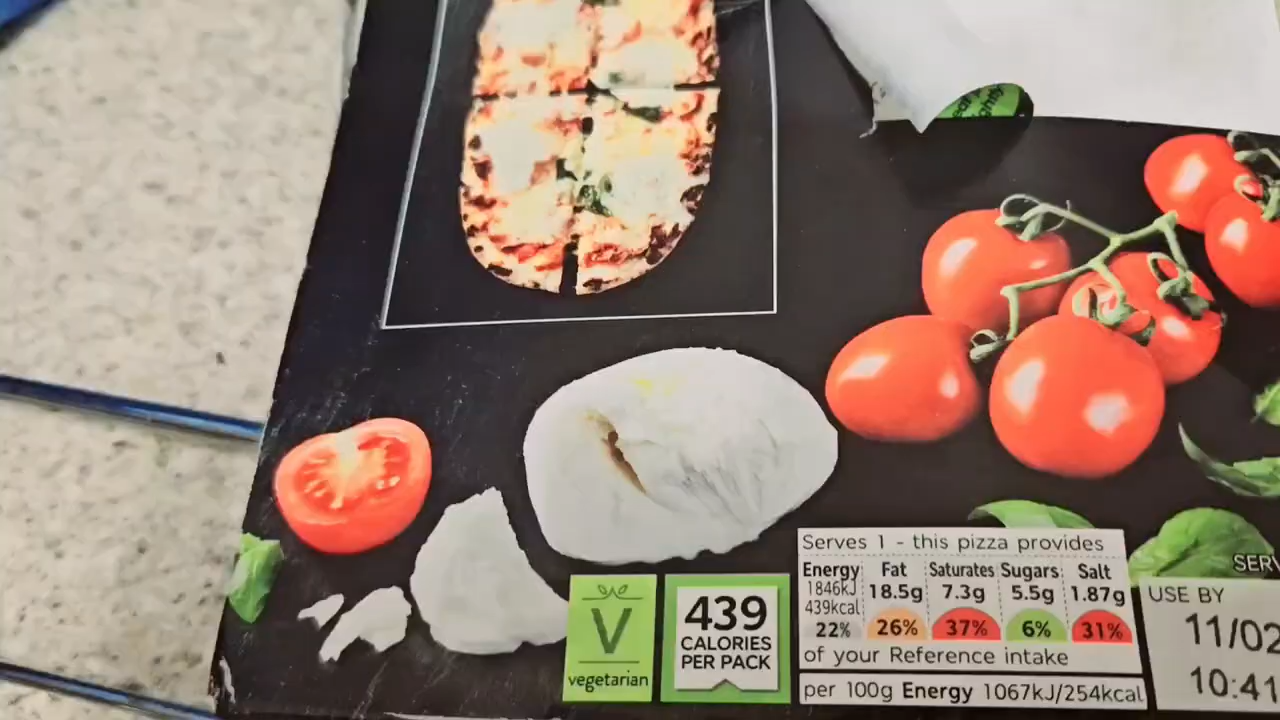 vegetarian
439
CALORIES
PER PACK
Serves 1 - this pizza provides
Energy Fat Saturates Sugars Salt
1846kJ 18.5g 7.3g 5.5g 1.87g
439kcal
22% 26% 37% 6% 31%
of your Reference intake
per 100g Energy 1067kJ/254kcal
SERV
USE BY
11/02
10:41